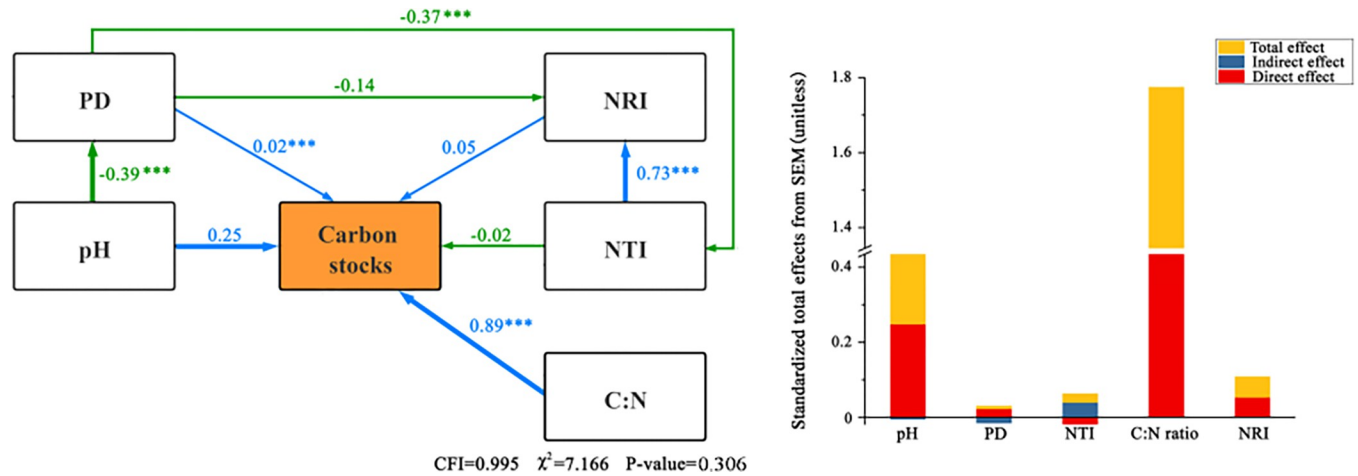 -0.37***
PD
-0.14
NRI
0.02***
0.05
-0.39***
0.73***
pH
0.25
Carbon
stocks
-0.02
NTI
0.89***
C:N
CFI=0.995 χ²=7.166 P-value=0.306
Total effect
Indirect effect
Direct effect
Standardized total effects from SEM (unitless)
1.8
1.6
1.4
0.4
0.2
0
pH PD NTI C:N ratio NRI